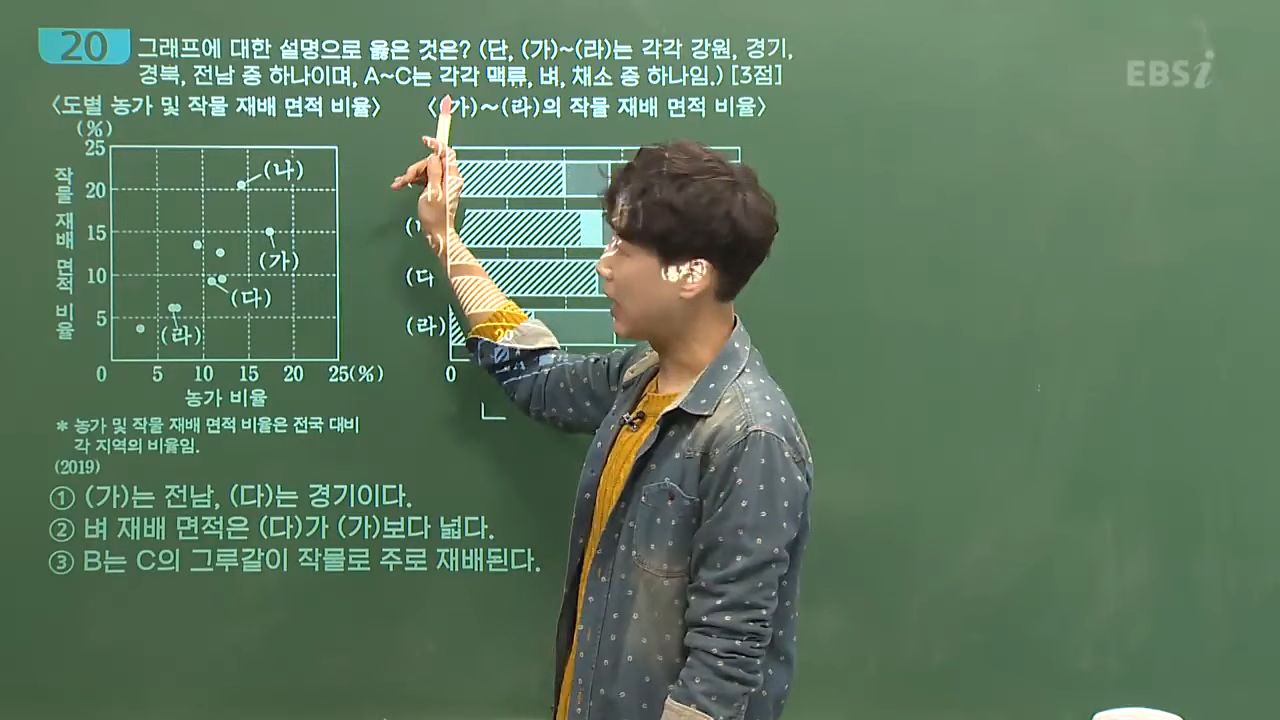 20 그래프에 대한 설명으로 옳은 것은? (단, (가)~(라)는 각각 강원, 경기,
경북, 전남 중 하나이며, A~C는 각각 맥류, 벼, 채소 중 하나임.) [3점]
EBSi
<도별 농가 및 작물 재배 면적 비율>
(%)
25
20
15
10
5
0
작물 재배 면적 비율
(나)
(가)
(다)
(라)
0 5 10 15 20 25(%)
농가 비율
* 농가 및 작물 재배 면적 비율은 전국 대비
각 지역의 비율임.
(2019)
<(가)~(라)의 작물 재배 면적 비율>
(다
(라)
0
20
① (가)는 전남, (다)는 경기이다.
② 벼 재배 면적은 (다)가 (가)보다 넓다.
③ B는 C의 그루갈이 작물로 주로 재배된다.